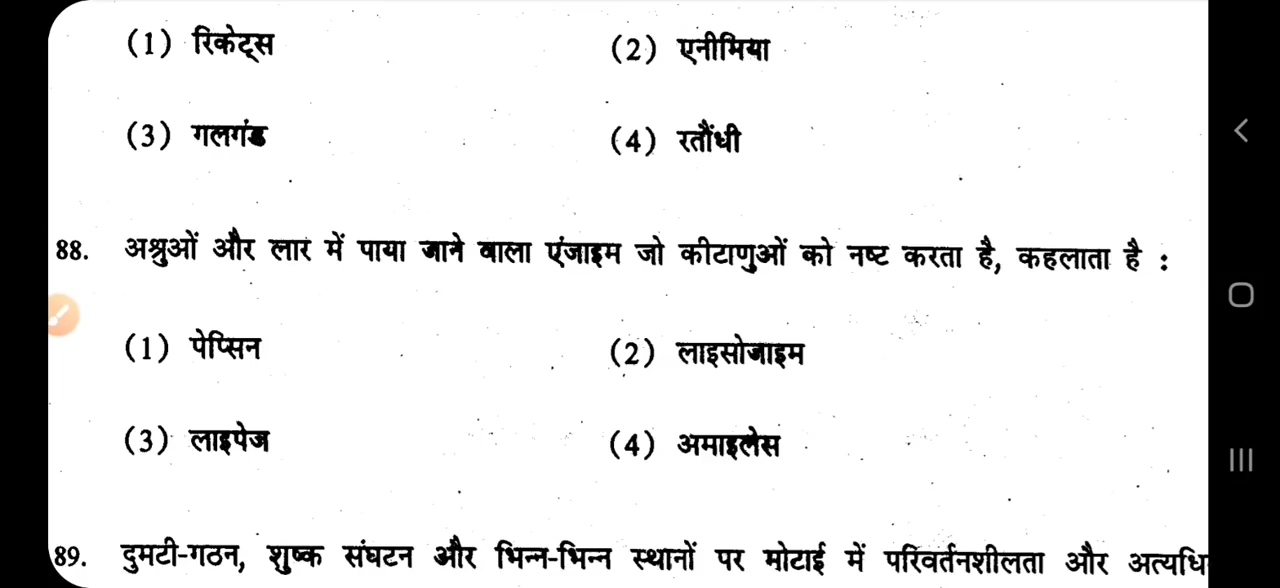 (1) रिकेट्स (2) एनीमिया
(3) गलगंड (4) रतौंधी
88. अश्रुओं और लार में पाया जाने वाला एंजाइम जो कीटाणुओं को नष्ट करता है, कहलाता है :
(1) पेप्सिन (2) लाइसोजाइम
(3) लाइपेज (4) अमाइलेस
89. दुमटी-गठन, शुष्क संघटन और भिन्न-भिन्न स्थानों पर मोटाई में परिवर्तनशीलता और